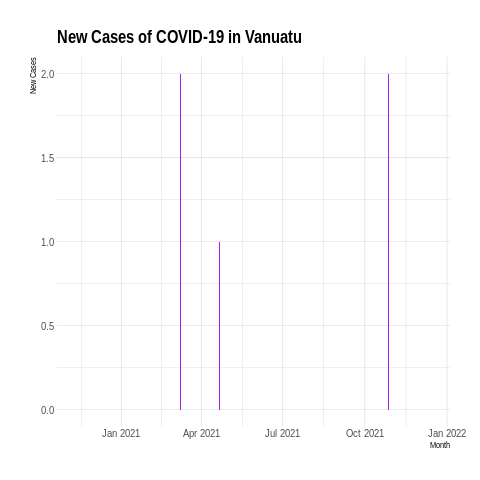 New Cases of COVID-19 in Vanuatu
New Cases
2.0
1.5
1.0
0.5
0.0
Jan 2021 Apr 2021 Jul 2021 Oct 2021 Jan 2022
Month